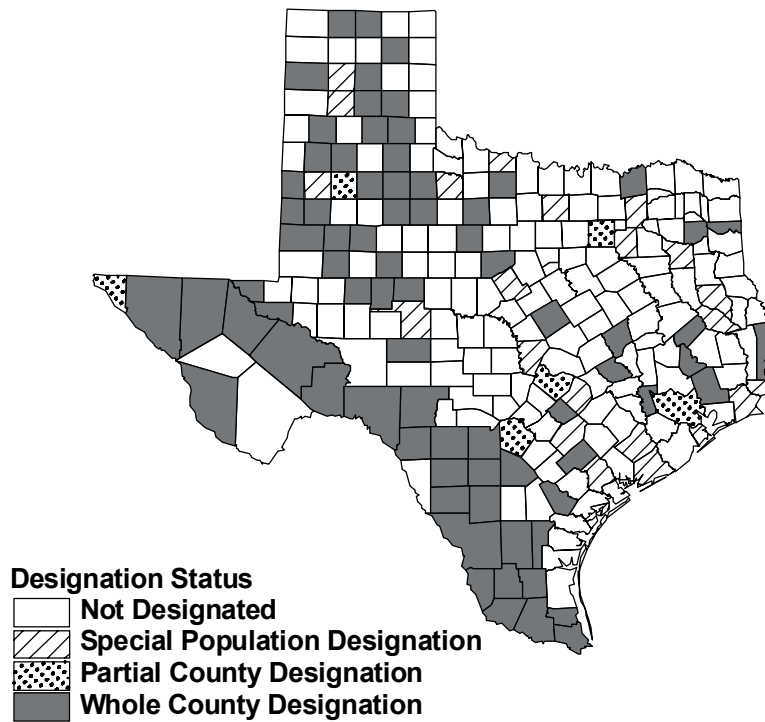 Designation Status
Not Designated
Special Population Designation
Partial County Designation
Whole County Designation